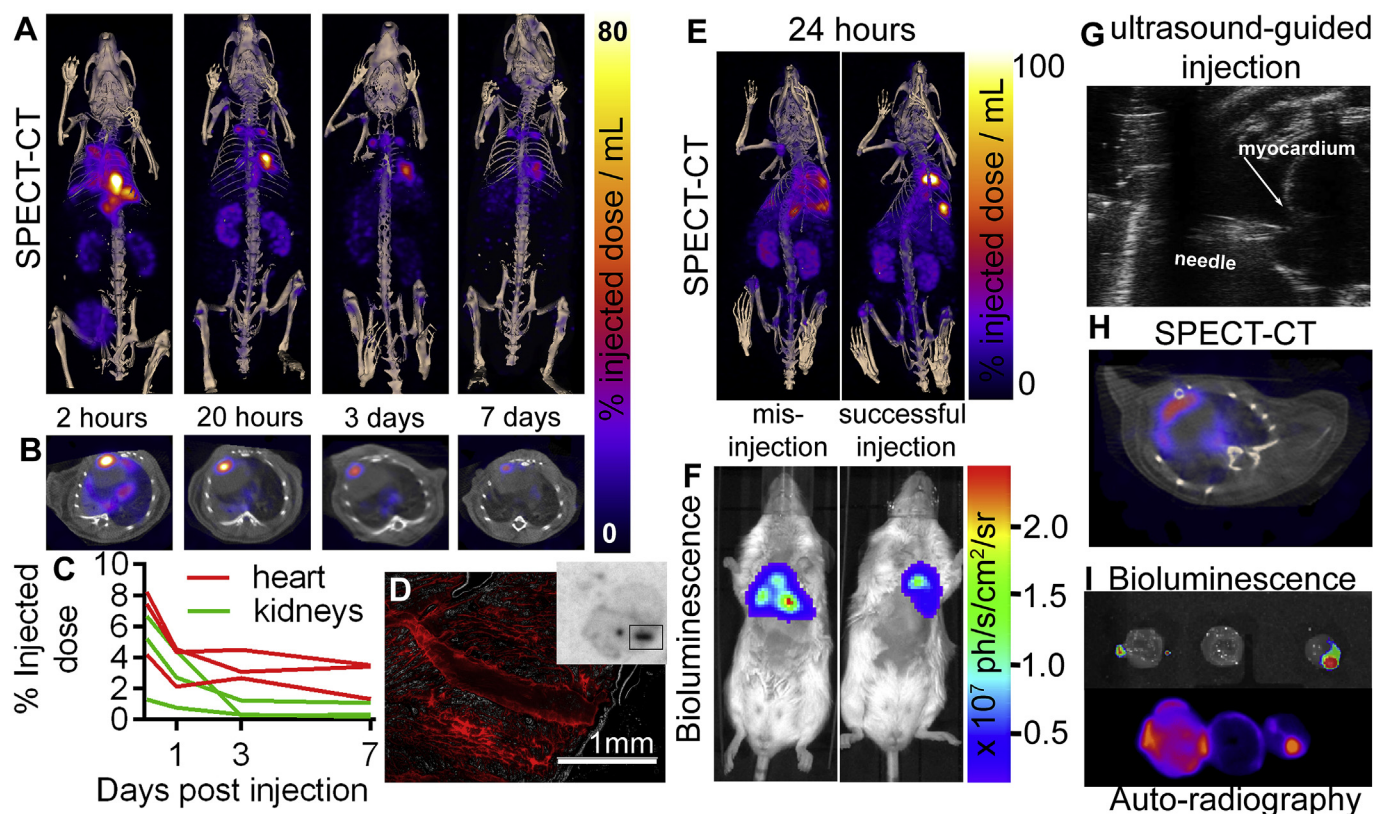 A
SPECT-CT
80
% injected dose / mL
0
2 hours
20 hours
3 days
7 days
B
C
10
8
6
4
2
0
% Injected
dose
heart
kidneys
1
3
7
Days post injection
D
1mm
E
24 hours
SPECT-CT
100
% injected dose / mL
0
mis-
injection
successful
injection
F
Bioluminescence
2.0
1.5
1.0
0.5
x 10⁷ ph/s/cm²/sr
G
ultrasound-guided
injection
myocardium
needle
H
SPECT-CT
I
Bioluminescence
Auto-radiography